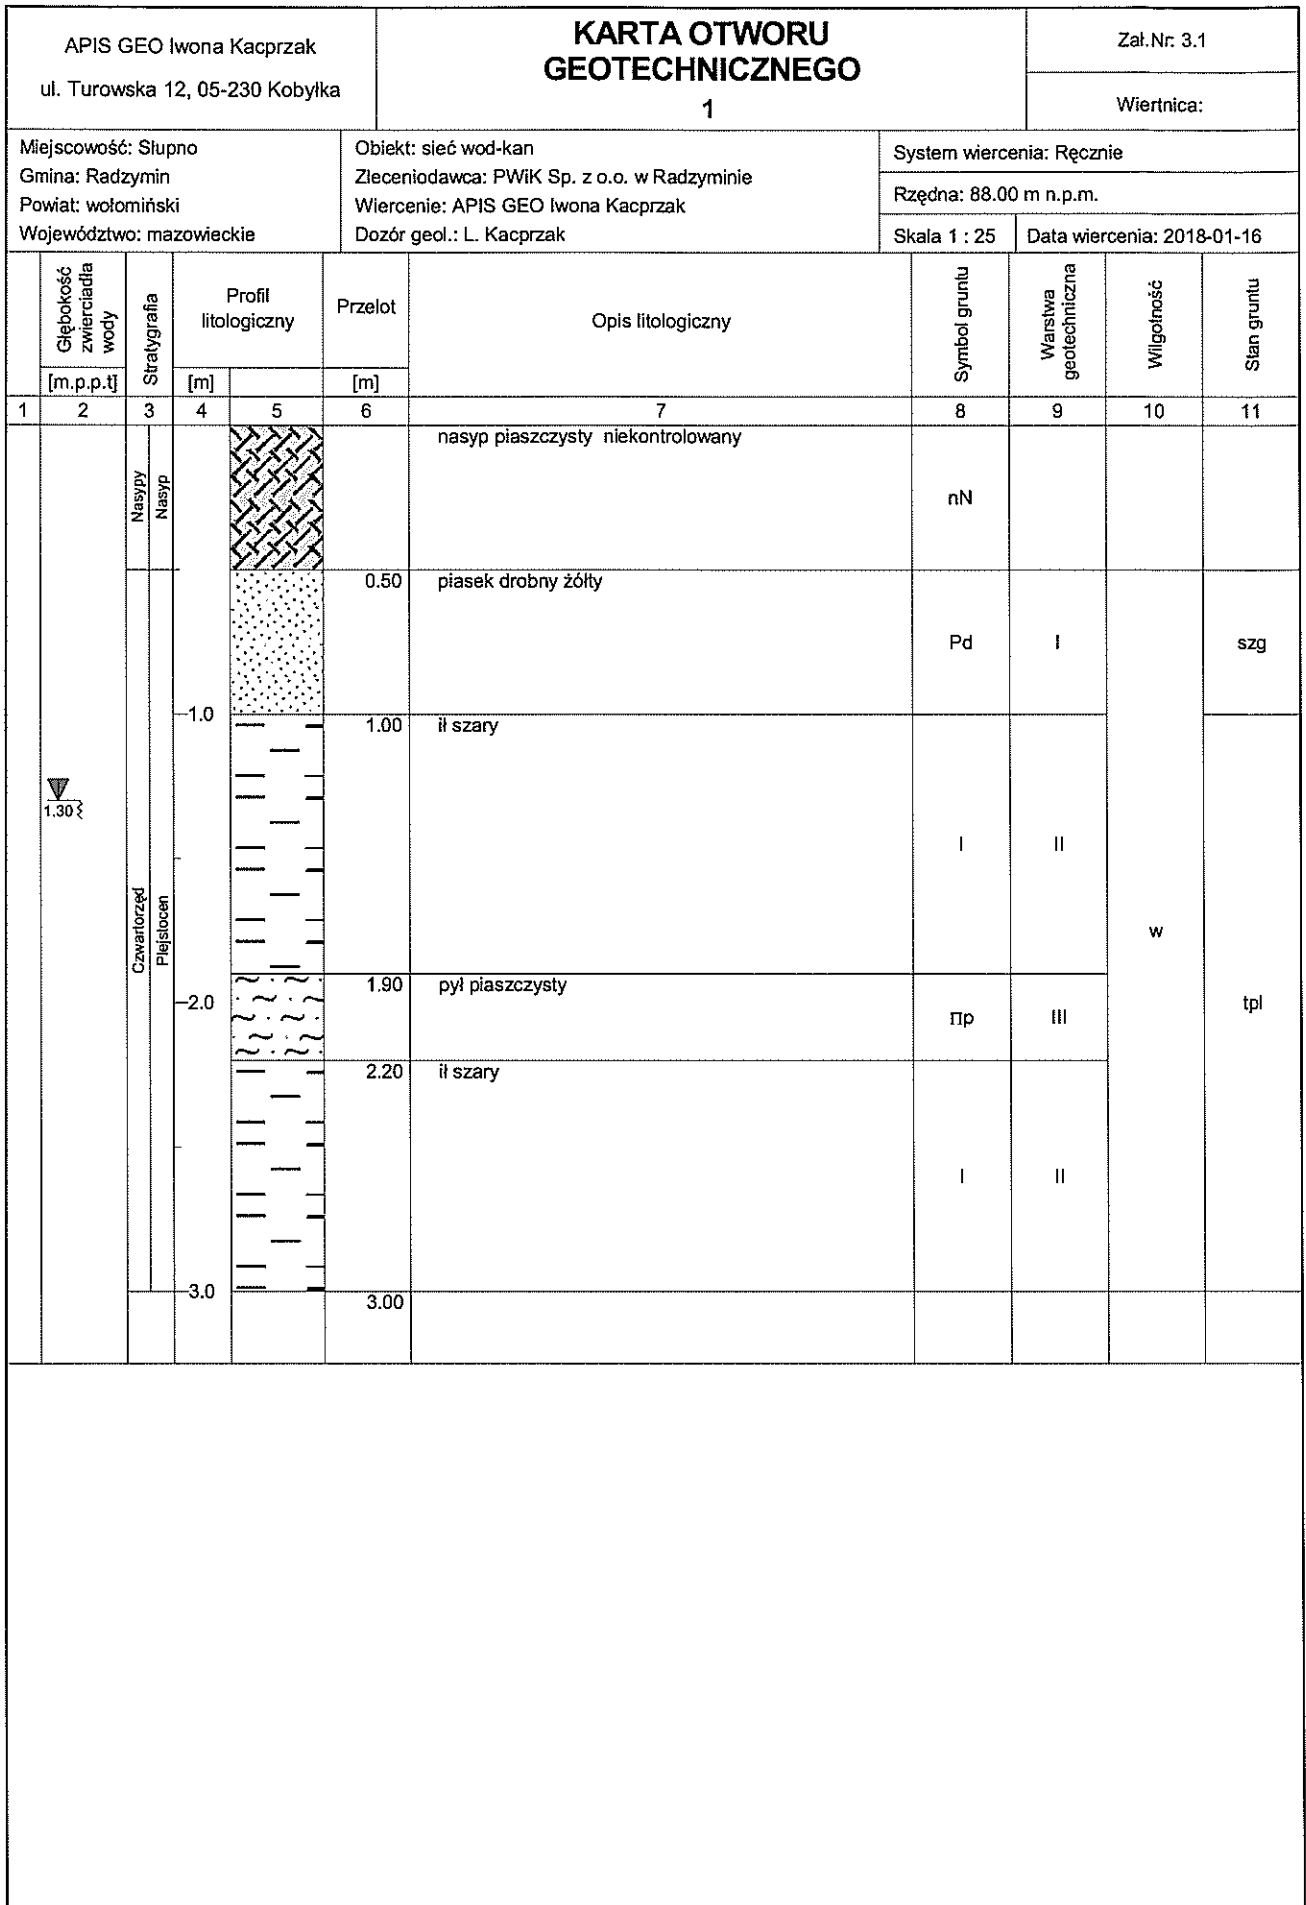 APIS GEO Iwona Kacprzak
ul. Turowska 12, 05-230 Kobyłka
KARTA OTWORU
GEOTECHNICZNEGO
1
Zał.Nr: 3.1
Wiertnica:
Miejscowość: Słupno
Gmina: Radzymin
Powiat: wołomiński
Województwo: mazowieckie
Obiekt: sieć wod-kan
Zleceniodawca: PWiK Sp. z o.o. w Radzyminie
Wiercenie: APIS GEO Iwona Kacprzak
Dozór geol.: L. Kacprzak
System wiercenia: Ręcznie
Rzędna: 88.00 m n.p.m.
Skala 1 : 25
Data wiercenia: 2018-01-16
Głębokość
zwierciadła
wody
[m.p.p.t]
Stratygrafia
Profil
litologiczny
[m]
Przelot
[m]
Opis litologiczny
Symbol gruntu
Warstwa
geotechniczna
Wilgotność
Stan gruntu
1 2 3 4 5 6 7 8 9 10 11
Nasypy
Nasyp
nasyp piaszczysty niekontrolowany
nN
0.50 piasek drobny żółty
Pd I szg
1.0
1.00 ił szary
1.30
I II
Czwartorzęd
Plejstocen
w
1.90 pył piaszczysty
2.0
Πp III
tpl
2.20 ił szary
I II
3.0
3.00